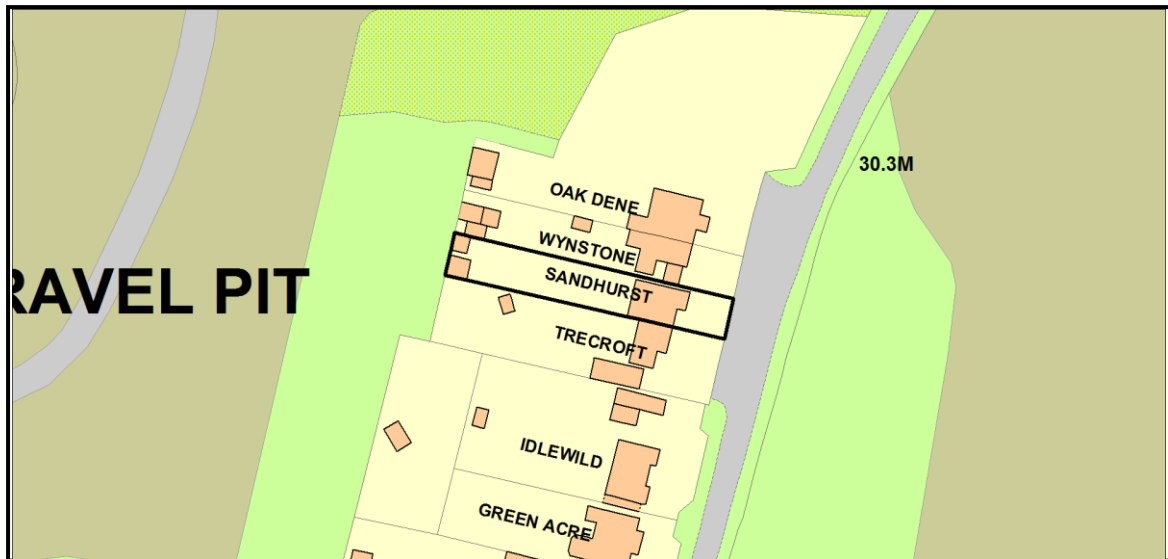 30.3M
OAK DENE
WYNSTONE
SANDHURST
RAVEL PIT
TRECROFT
IDLEWILD
GREEN ACRE